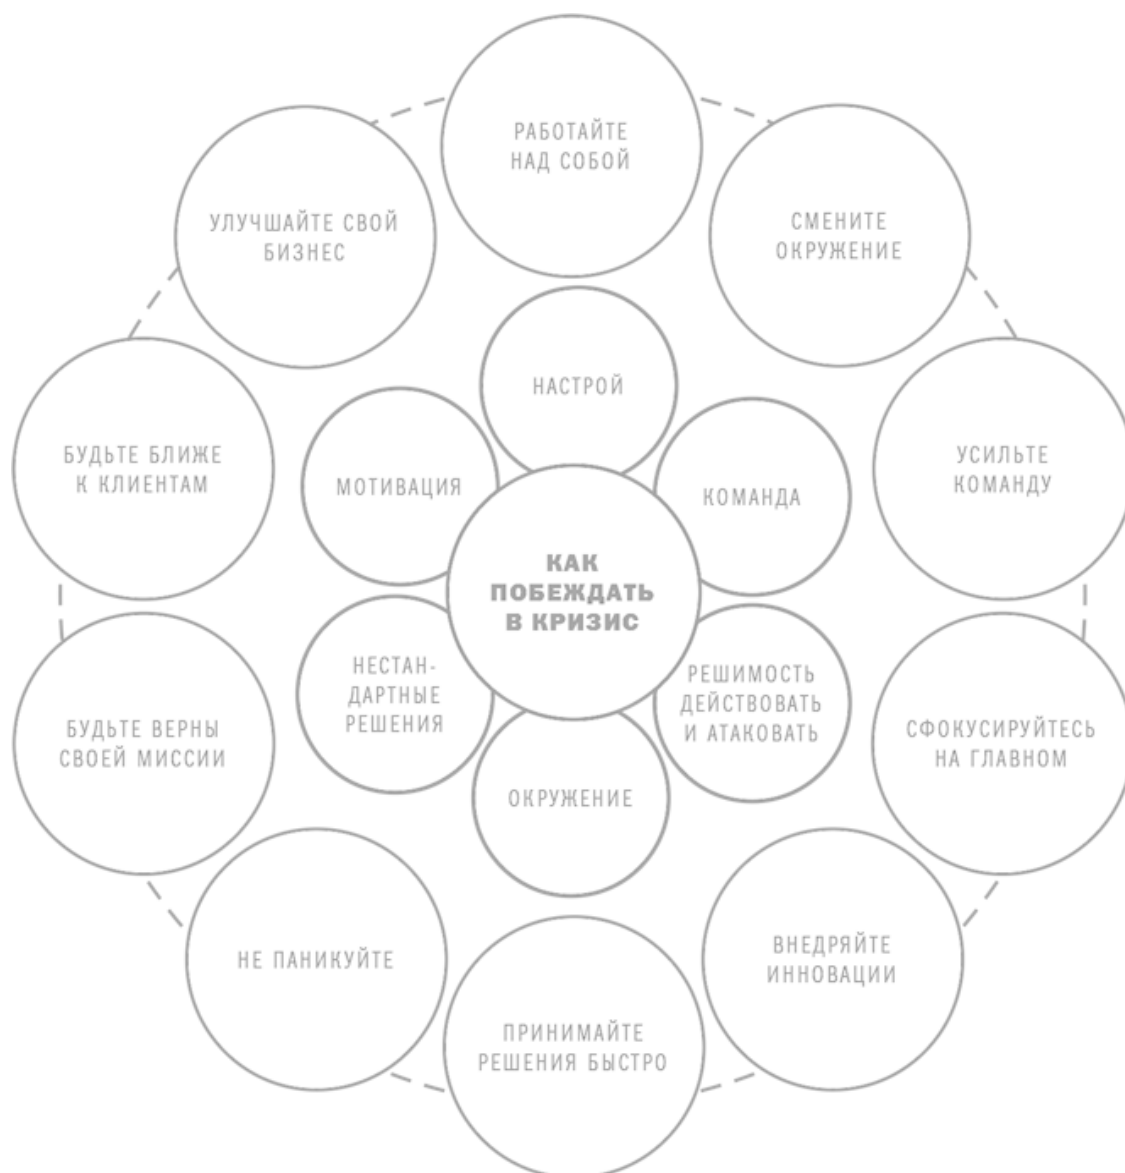 РАБОТАЙТЕ
НАД СОБОЙ
УЛУЧШАЙТЕ СВОЙ
БИЗНЕС
СМЕНИТЕ
ОКРУЖЕНИЕ
НАСТРОЙ
БУДЬТЕ БЛИЖЕ
К КЛИЕНТАМ
МОТИВАЦИЯ
КОМАНДА
УСИЛЬТЕ
КОМАНДУ
КАК
ПОБЕЖДАТЬ
В КРИЗИС
БУДЬТЕ ВЕРНЫ
СВОЕЙ МИССИИ
НЕСТАН-
ДАРТНЫЕ
РЕШЕНИЯ
РЕШИМОСТЬ
ДЕЙСТВОВАТЬ
И АТАКОВАТЬ
СФОКУСИРУЙТЕСЬ
НА ГЛАВНОМ
ОКРУЖЕНИЕ
НЕ ПАНИКУЙТЕ
ВНЕДРЯЙТЕ
ИННОВАЦИИ
ПРИНИМАЙТЕ
РЕШЕНИЯ БЫСТРО